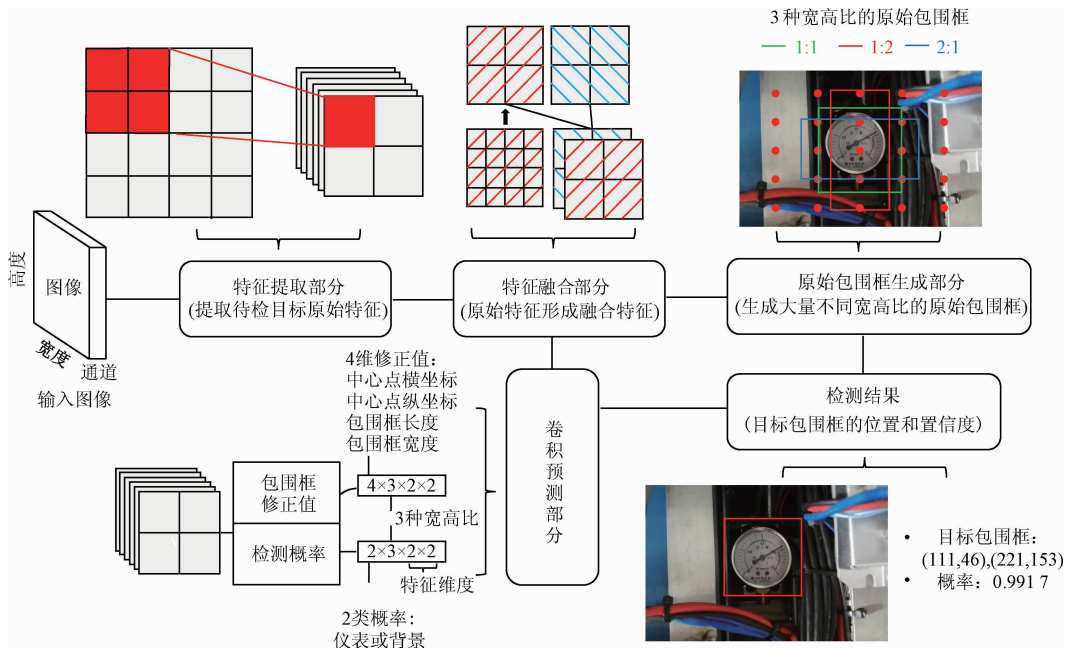 3种宽高比的原始包围框
1:1 1:2 2:1
高度
图像
宽度
通道
输入图像
特征提取部分
(提取待检目标原始特征)
特征融合部分
(原始特征形成融合特征)
原始包围框生成部分
(生成大量不同宽高比的原始包围框)
4维修正值：
中心点横坐标
中心点纵坐标
包围框长度
包围框宽度
卷积预测部分
检测结果
(目标包围框的位置和置信度)
包围框
修正值
4×3×2×2
3种宽高比
检测概率
2×3×2×2
特征维度
2类概率：
仪表或背景
• 目标包围框：
(111,46),(221,153)
• 概率：0.991 7